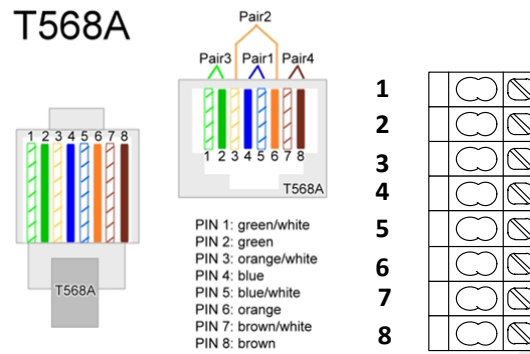 T568A
Pair2
Pair3 Pair1 Pair4
1 2 3 4 5 6 7 8
T568A
1 2 3 4 5 6 7 8
T568A
PIN 1: green/white
PIN 2: green
PIN 3: orange/white
PIN 4: blue
PIN 5: blue/white
PIN 6: orange
PIN 7: brown/white
PIN 8: brown
1
2
3
4
5
6
7
8